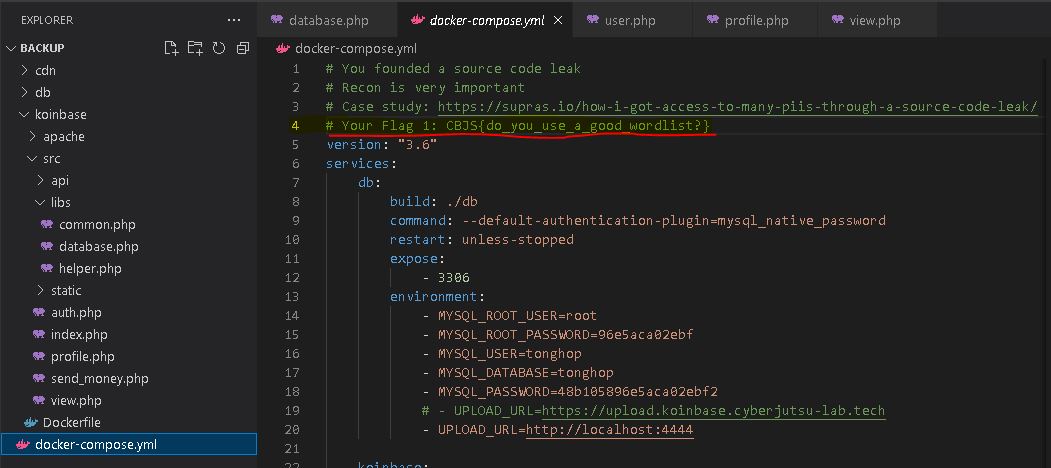 EXPLORER
database.php
docker-compose.yml
user.php
profile.php
view.php
BACKUP
docker-compose.yml
cdn
db
koinbase
apache
src
api
libs
common.php
database.php
helper.php
static
auth.php
index.php
profile.php
send_money.php
view.php
Dockerfile
docker-compose.yml
1 # You founded a source code leak
2 # Recon is very important
3 # Case study: https://supras.io/how-i-got-access-to-many-piis-through-a-source-code-leak/
4 # Your Flag 1: CBJS{do_you_use_a_good_wordlist?}
5 version: "3.6"
6 services:
7 db:
8 build: ./db
9 command: --default-authentication-plugin=mysql_native_password
10 restart: unless-stopped
11 expose:
12 - 3306
13 environment:
14 - MYSQL_ROOT_USER=root
15 - MYSQL_ROOT_PASSWORD=96e5aca02ebf
16 - MYSQL_USER=tonghop
17 - MYSQL_DATABASE=tonghop
18 - MYSQL_PASSWORD=48b105896e5aca02ebf2
19 # - UPLOAD_URL=https://upload.koinbase.cyberjutsu-lab.tech
20 - UPLOAD_URL=http://localhost:4444
21
22 koinbase: